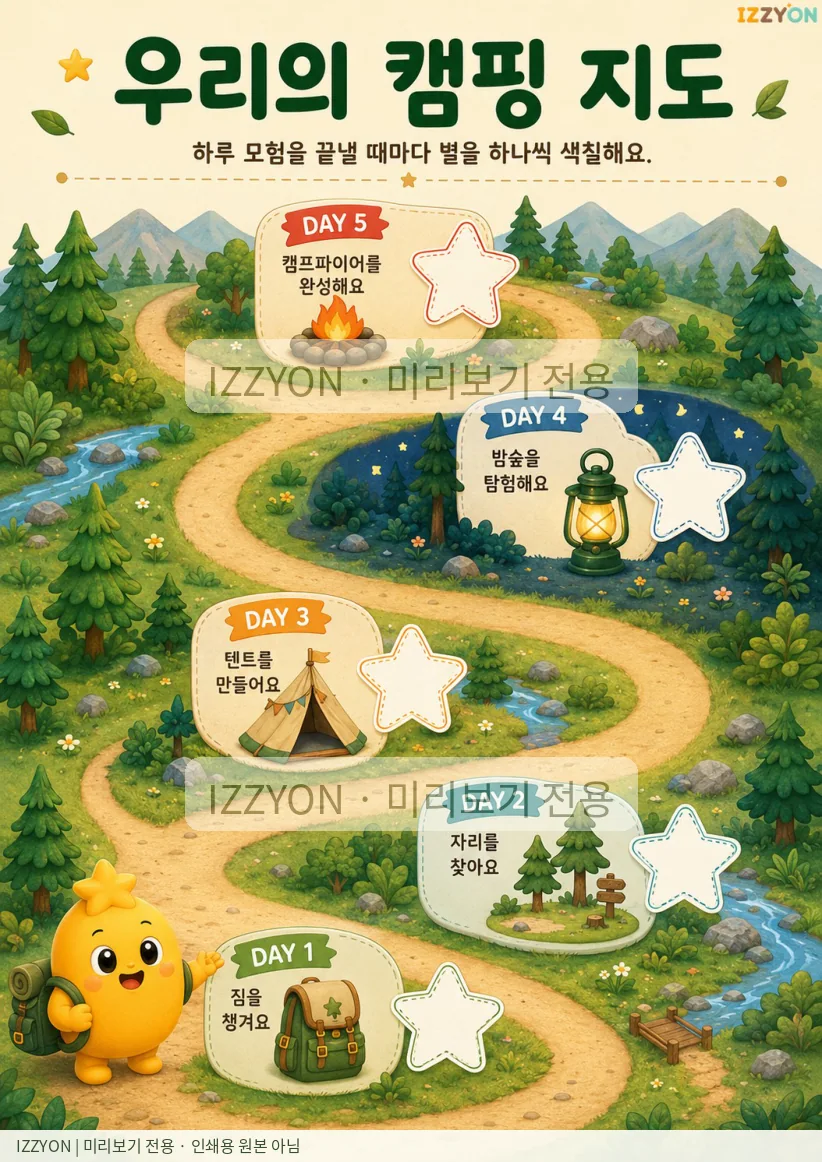 IZZYON
우리의 캠핑 지도
하루 모험을 끝낼 때마다 별을 하나씩 색칠해요.
DAY 5
캠프파이어를
완성해요
IZZYON · 미리보기 전용
DAY 4
밤숲을
탐험해요
DAY 3
텐트를
만들어요
IZZYON · 미리보기 전용
DAY 2
자리를
찾아요
DAY 1
짐을
챙겨요
IZZYON | 미리보기 전용 · 인쇄용 원본 아님